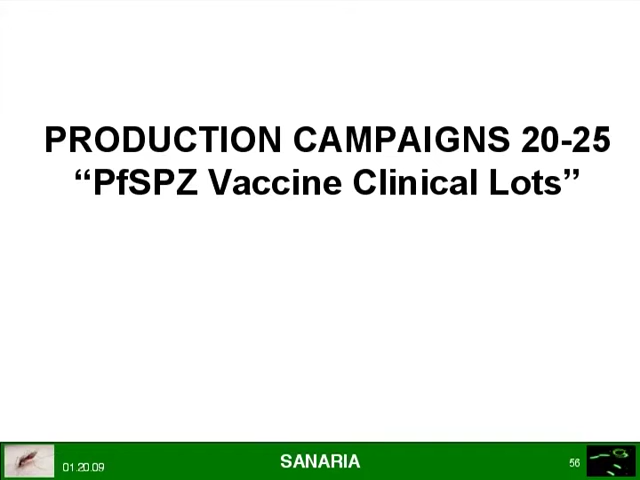 PRODUCTION CAMPAIGNS 20-25
“PfSPZ Vaccine Clinical Lots”
01.20.09
SANARIA
56